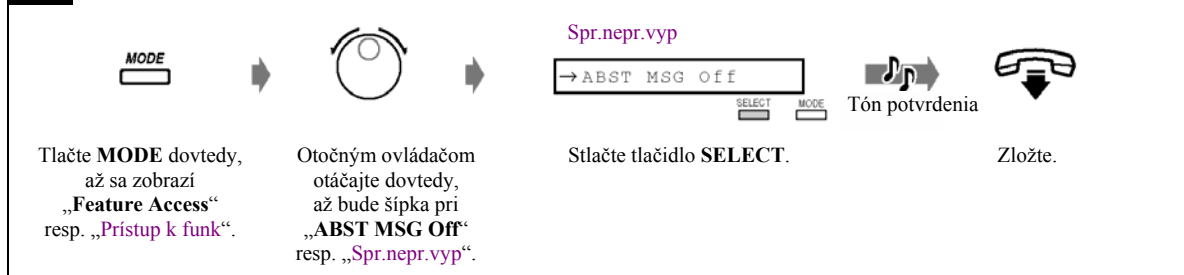 MODE
Spr.nepr.vyp
→ABST MSG Off
SELECT MODE
Tón potvrdenia
Tlačte MODE dovtedy,
až sa zobrazí
„Feature Access“
resp. „Prístup k funk“.
Otočným ovládačom
otáčajte dovtedy,
až bude šípka pri
„ABST MSG Off“
resp. „Spr.nepr.vyp“.
Stlačte tlačidlo SELECT.
Zložte.